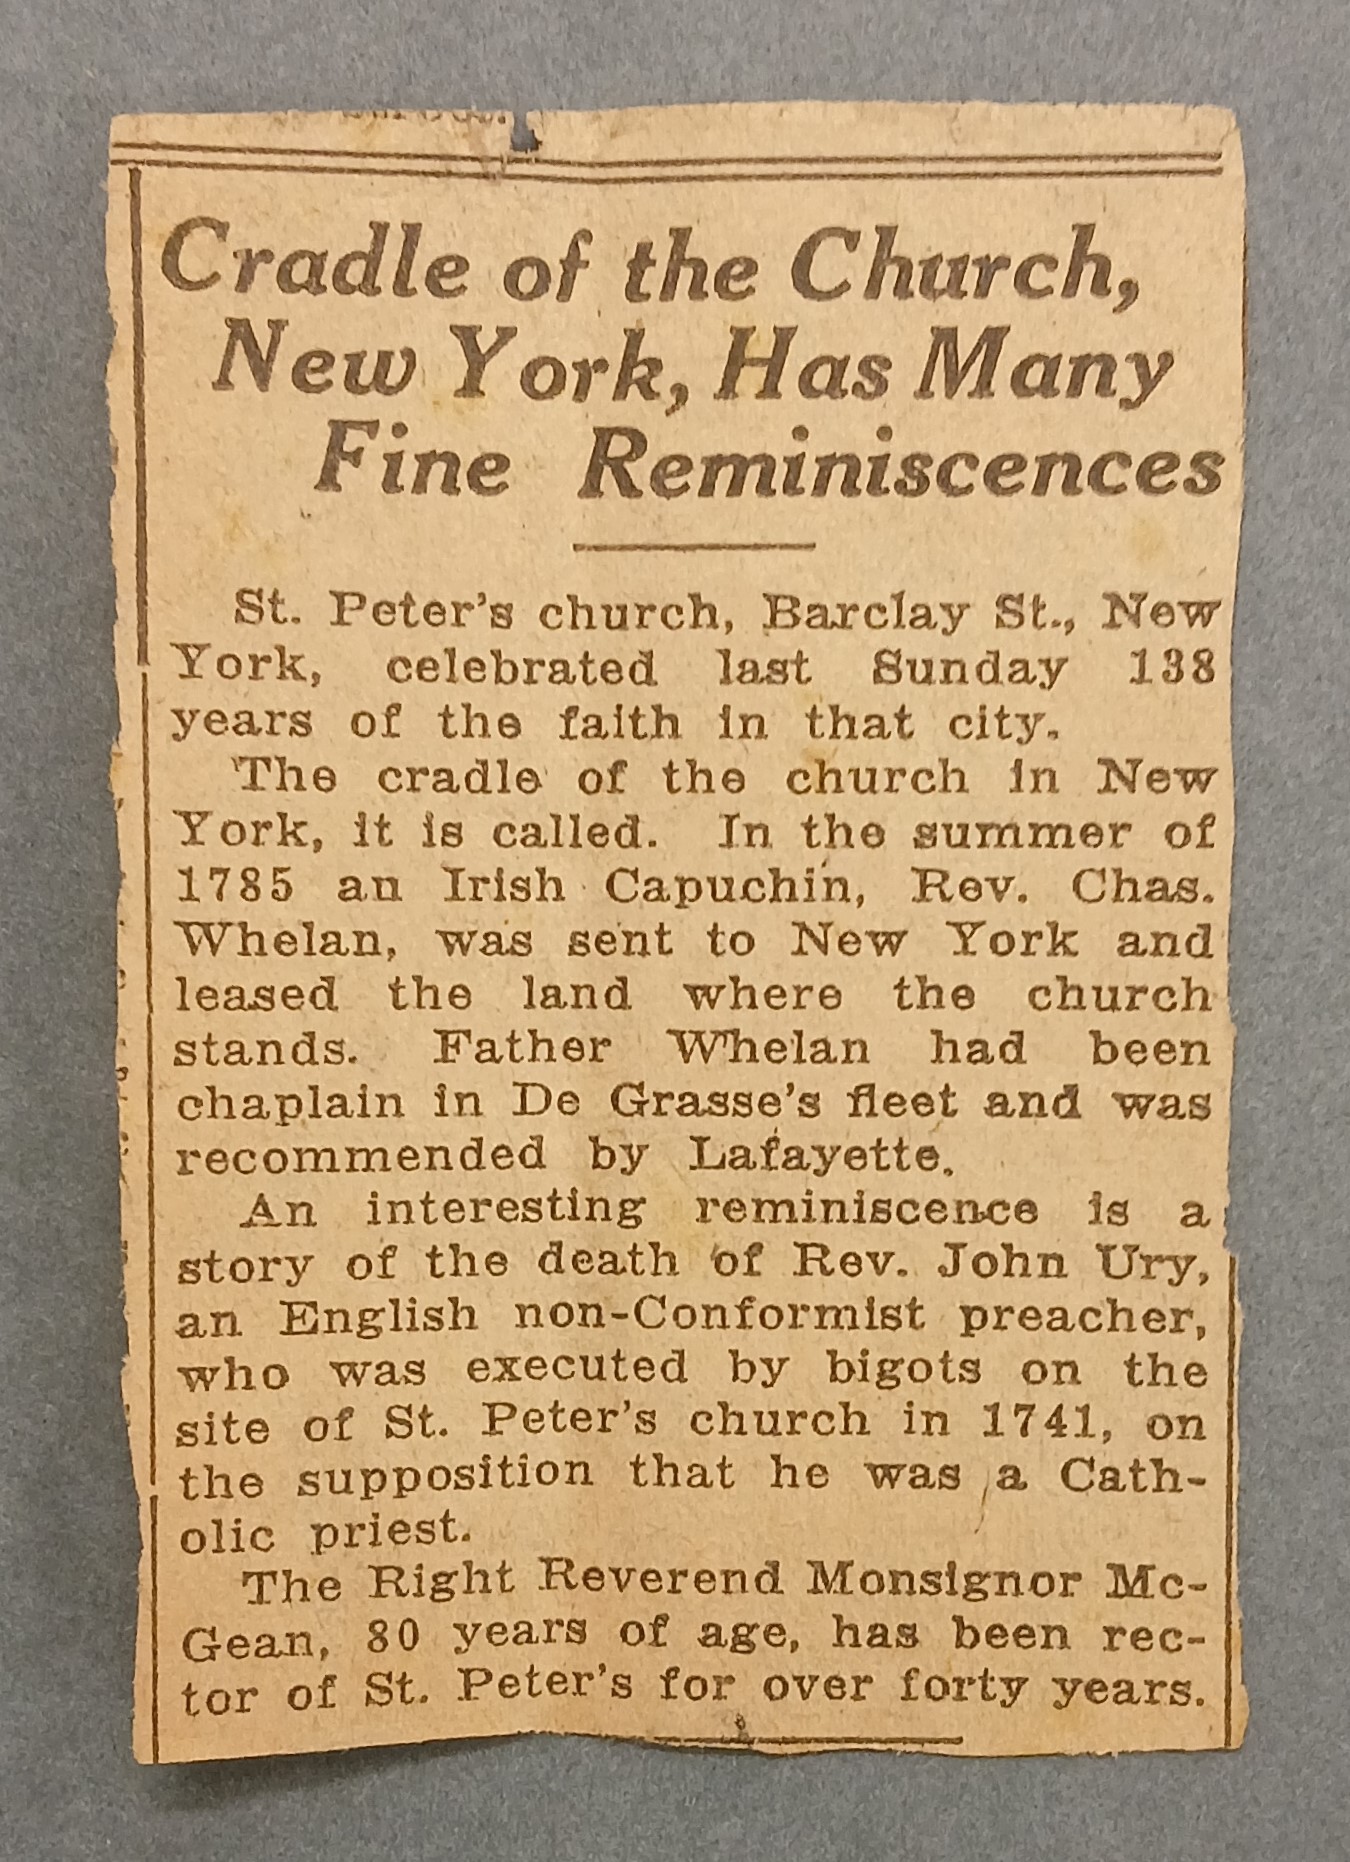 Cradle of the Church,
New York, Has Many
Fine Reminiscences
St. Peter's church, Barclay St., New
York, celebrated last Sunday 138
years of the faith in that city.
The cradle of the church in New
York, it is called. In the summer of
1785 an Irish Capuchin, Rev. Chas.
Whelan, was sent to New York and
leased the land where the church
stands. Father Whelan had been
chaplain in De Grasse's fleet and was
recommended by Lafayette.
An interesting reminiscence is a
story of the death of Rev. John Ury,
an English non-Conformist preacher,
who was executed by bigots on the
site of St. Peter's church in 1741, on
the supposition that he was a Cath-
olic priest.
The Right Reverend Monsignor Mc-
Gean, 80 years of age, has been rec-
tor of St. Peter's for over forty years.